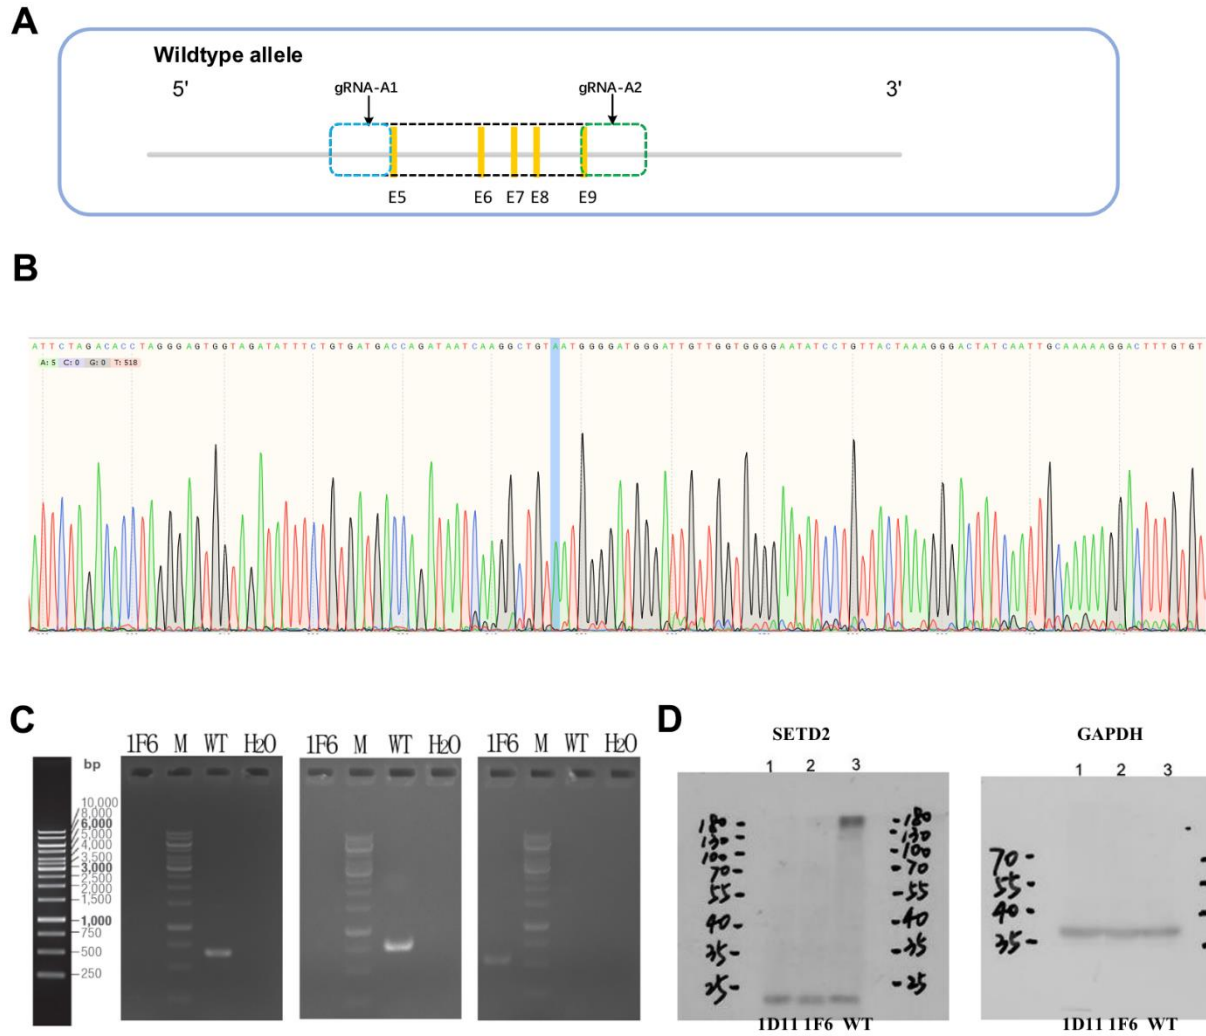 A
Wildtype allele
5'
3'
gRNA-A1
gRNA-A2
E5
E6
E7
E8
E9
B
ATTCTAGACACCTAGGGAGTGGTAGATATTTCTGTGATGACCAGATAATCAAGGCTGTAATGGGGATGGGATTGTTGGTGGGGAATATCCTGTTACTAAAGGGACTATCAATTGCAAAAAGGACTTTGTGT
A: 5 C: 0 G: 0 T: 518
C
1F6 M WT H2O
1F6 M WT H2O
1F6 M WT H2O
bp
10,000
8,000
6,000
5,000
4,000
3,500
3,000
2,500
2,000
1,500
1,000
750
500
250
D
SETD2
1 2 3
180
130
100
70
55
40
35
25
-180
-130
-100
-70
-55
-40
-35
-25
1D11 1F6 WT
GAPDH
1 2 3
70 -
55 -
40 -
35 -
1D11 1F6 WT